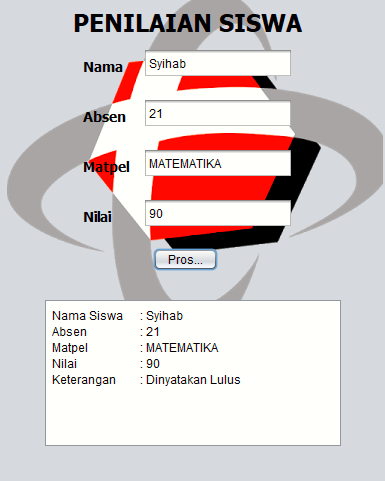 PENILAIAN SISWA
Nama Syihab
Absen 21
Matpel MATEMATIKA
Nilai 90
Pros...
Nama Siswa : Syihab
Absen : 21
Matpel : MATEMATIKA
Nilai : 90
Keterangan : Dinyatakan Lulus